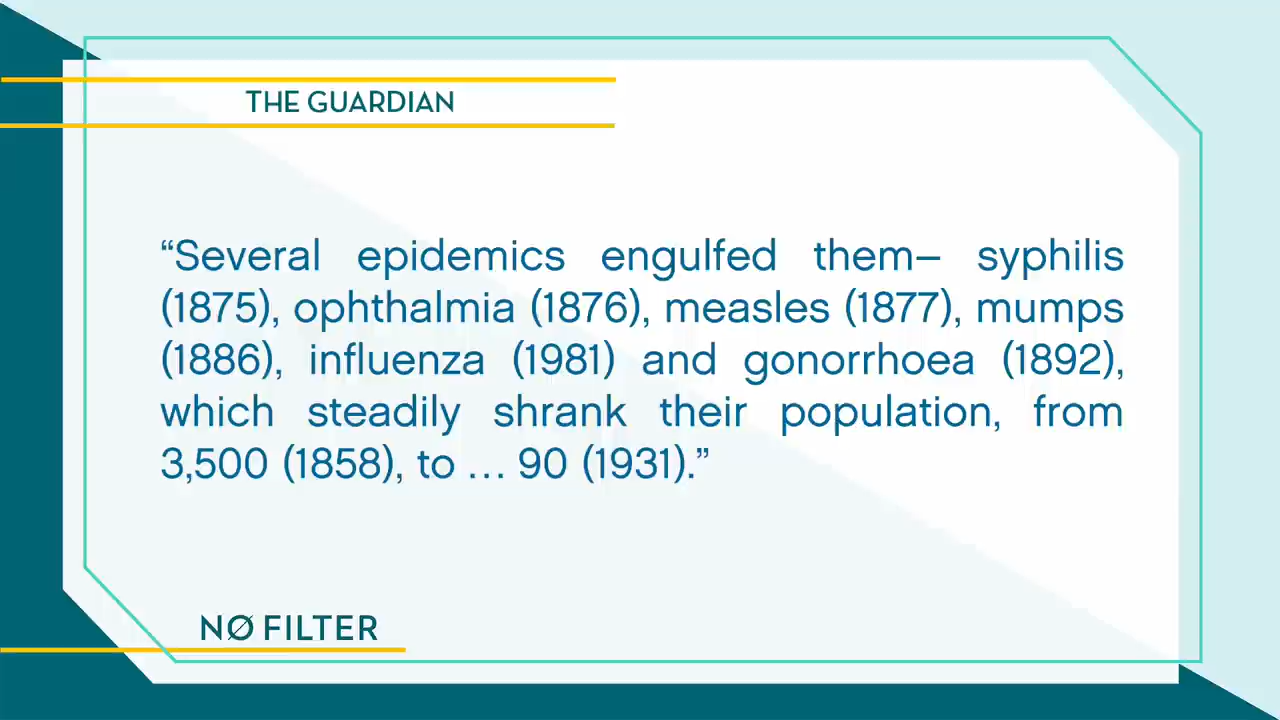 THE GUARDIAN
“Several epidemics engulfed them– syphilis
(1875), ophthalmia (1876), measles (1877), mumps
(1886), influenza (1981) and gonorrhoea (1892),
which steadily shrank their population, from
3,500 (1858), to ... 90 (1931).”
NØ FILTER